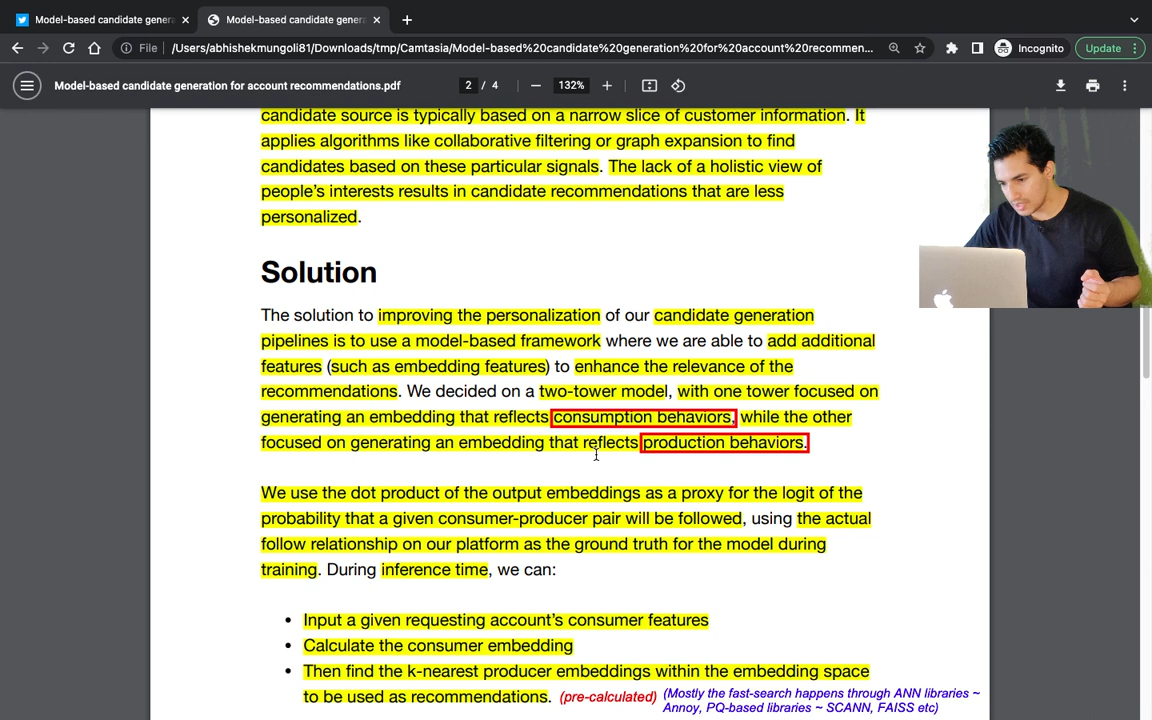 Model-based candidate genera
Model-based candidate genera
File
/Users/abhishekmungoli81/Downloads/tmp/Camtasia/Model-based%20candidate%20generation%20for%20account%20recommen...
Incognito
Update
Model-based candidate generation for account recommendations.pdf
2 / 4
132%
candidate source is typically based on a narrow slice of customer information. It
applies algorithms like collaborative filtering or graph expansion to find
candidates based on these particular signals. The lack of a holistic view of
people's interests results in candidate recommendations that are less
personalized.
Solution
The solution to improving the personalization of our candidate generation
pipelines is to use a model-based framework where we are able to add additional
features (such as embedding features) to enhance the relevance of the
recommendations. We decided on a two-tower model, with one tower focused on
generating an embedding that reflects consumption behaviors, while the other
focused on generating an embedding that reflects production behaviors.
We use the dot product of the output embeddings as a proxy for the logit of the
probability that a given consumer-producer pair will be followed, using the actual
follow relationship on our platform as the ground truth for the model during
training. During inference time, we can:
• Input a given requesting account's consumer features
• Calculate the consumer embedding
• Then find the k-nearest producer embeddings within the embedding space
to be used as recommendations. (pre-calculated) (Mostly the fast-search happens through ANN libraries ~
Annoy, PQ-based libraries ~ SCANN, FAISS etc)